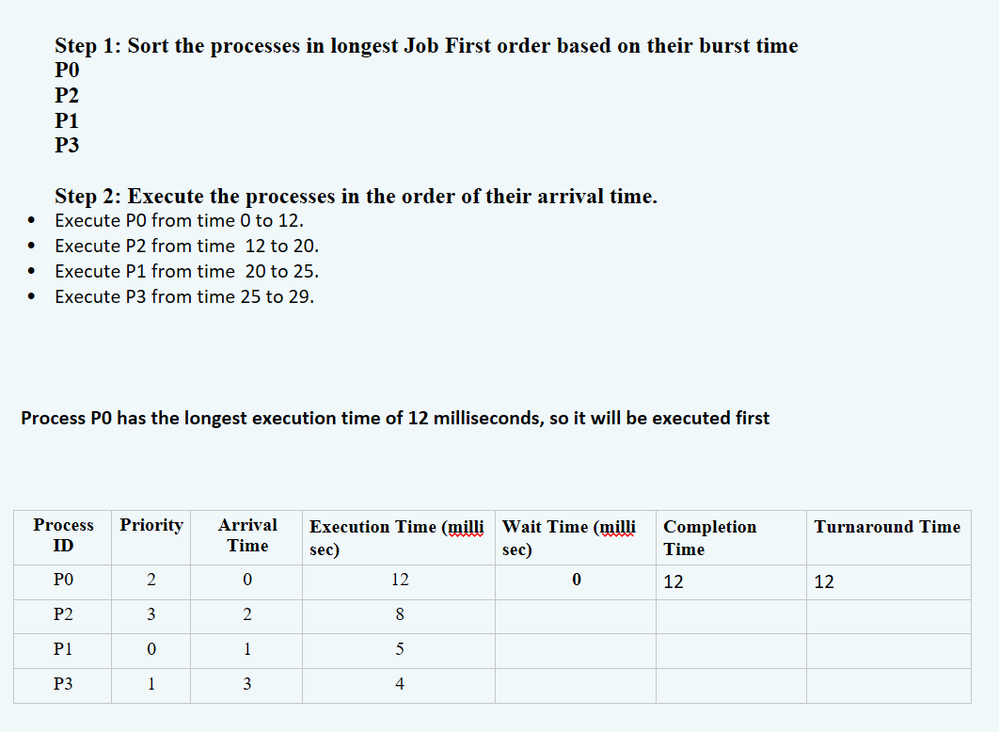 Step 1: Sort the processes in longest Job First order based on their burst time
P0
P2
P1
P3
Step 2: Execute the processes in the order of their arrival time.
• Execute P0 from time 0 to 12.
• Execute P2 from time  12 to 20.
• Execute P1 from time  20 to 25.
• Execute P3 from time 25 to 29.
Process P0 has the longest execution time of 12 milliseconds, so it will be executed first
Process ID | Priority | Arrival Time | Execution Time (milli sec) | Wait Time (milli sec) | Completion Time | Turnaround Time
P0 | 2 | 0 | 12 | 0 | 12 | 12
P2 | 3 | 2 | 8
P1 | 0 | 1 | 5
P3 | 1 | 3 | 4